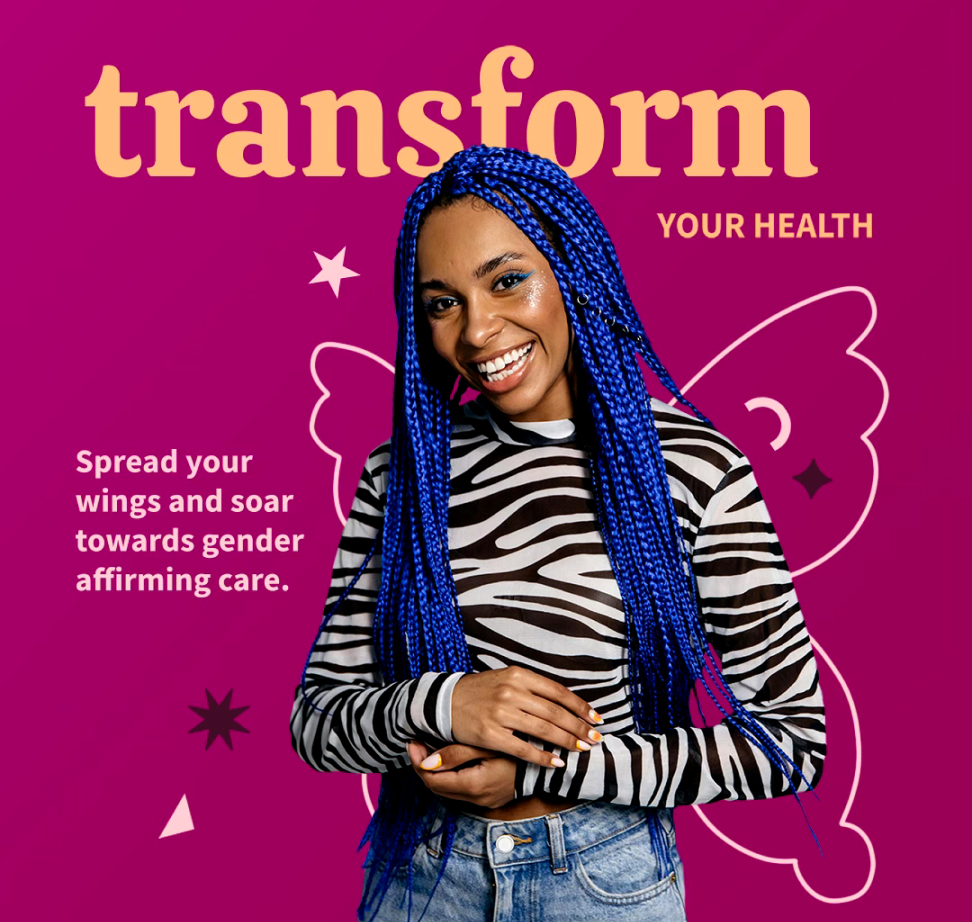 transform
YOUR HEALTH
Spread your
wings and soar
towards gender
affirming care.